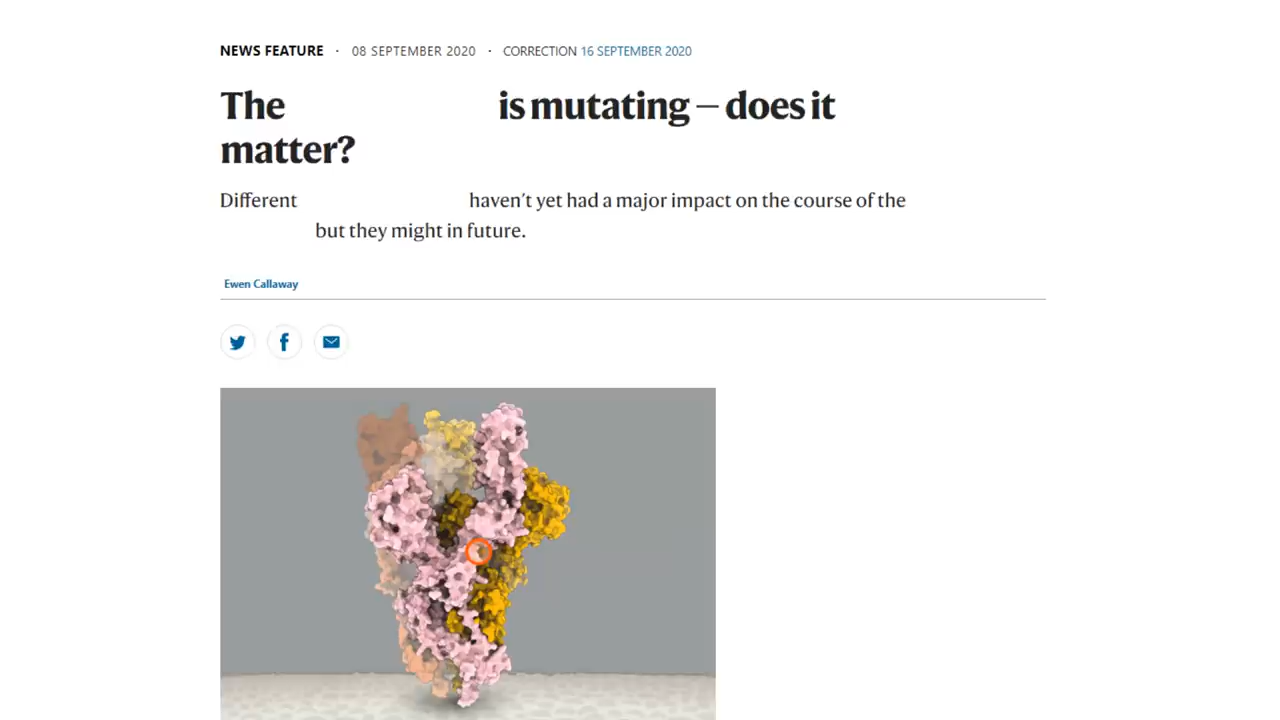 NEWS FEATURE · 08 SEPTEMBER 2020 · CORRECTION 16 SEPTEMBER 2020
The is mutating — does it
matter?
Different haven't yet had a major impact on the course of the
but they might in future.
Ewen Callaway